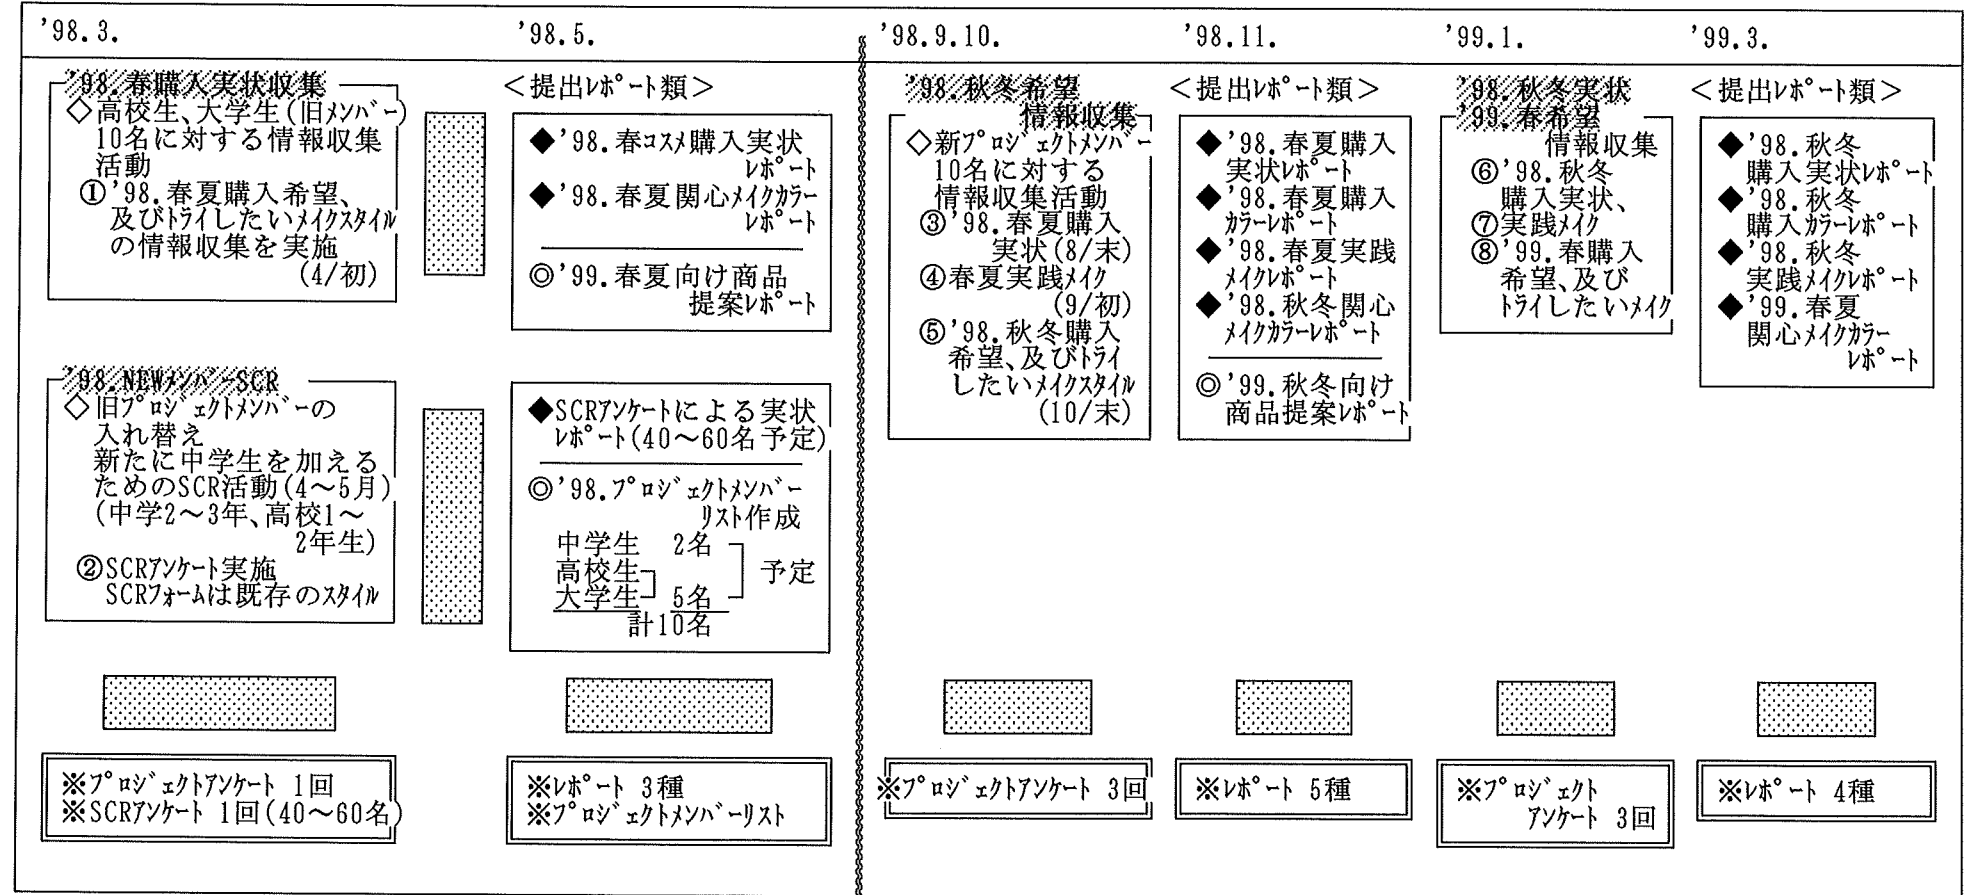 '98.3.
'98.5.
'98.9.10.
'98.11.
'99.1.
'99.3.
'98.春購入実状収集
◇高校生、大学生(旧メンバー)
10名に対する情報収集
活動
①'98.春夏購入希望、
及びトライしたいメイクスタイル
の情報収集を実施
(4/初)
'98.NEWメンバーSCR
◇旧プロジェクトメンバーの
入れ替え
新たに中学生を加える
ためのSCR活動(4～5月)
(中学2～3年、高校1～
2年生)
②SCRアンケート実施
SCRフォームは既存のスタイル
※プロジェクトアンケート 1回
※SCRアンケート 1回(40～60名)
＜提出レポート類＞
◆'98.春コスメ購入実状
レポート
◆'98.春夏関心メイクカラー
レポート
◎'99.春夏向け商品
提案レポート
◆SCRアンケートによる実状
レポート(40～60名予定)
◎'98.プロジェクトメンバー
リスト作成
中学生 2名
高校生
予定
大学生 5名
計10名
※レポート 3種
※プロジェクトメンバーリスト
'98.秋冬希望
情報収集
◇新プロジェクトメンバー
10名に対する
情報収集活動
③'98.春夏購入
実状(8/末)
④春夏実践メイク
(9/初)
⑤'98.秋冬購入
希望、及びトライ
したいメイクスタイル
(10/末)
※プロジェクトアンケート 3回
＜提出レポート類＞
◆'98.春夏購入
実状レポート
◆'98.春夏購入
カラーレポート
◆'98.春夏実践
メイクレポート
◆'98.秋冬関心
メイクカラーレポート
◎'99.秋冬向け
商品提案レポート
※レポート 5種
'98.秋冬実状
'99.春希望
情報収集
⑥'98.秋冬
購入実状、
⑦実践メイク
⑧'99.春購入
希望、及び
トライしたいメイク
※プロジェクト
アンケート 3回
＜提出レポート類＞
◆'98.秋冬
購入実状レポート
◆'98.秋冬
購入カラーレポート
◆'98.秋冬
実践メイクレポート
◆'99.春夏
関心メイクカラー
レポート
※レポート 4種